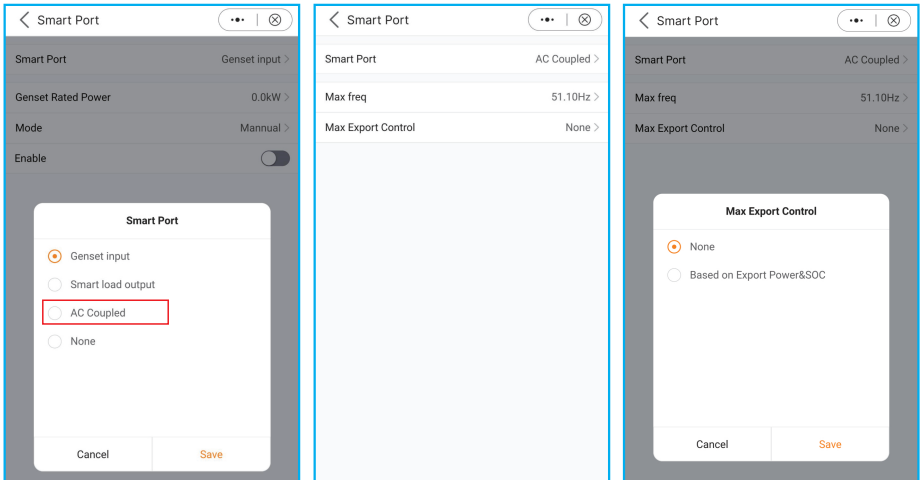 Smart Port
Smart Port Genset input
Genset Rated Power 0.0kW
Mode Mannual
Enable
Smart Port
Genset input
Smart load output
AC Coupled
None
Cancel Save
Smart Port
Smart Port AC Coupled
Max freq 51.10Hz
Max Export Control None
Smart Port
Smart Port AC Coupled
Max freq 51.10Hz
Max Export Control None
Max Export Control
None
Based on Export Power&SOC
Cancel Save